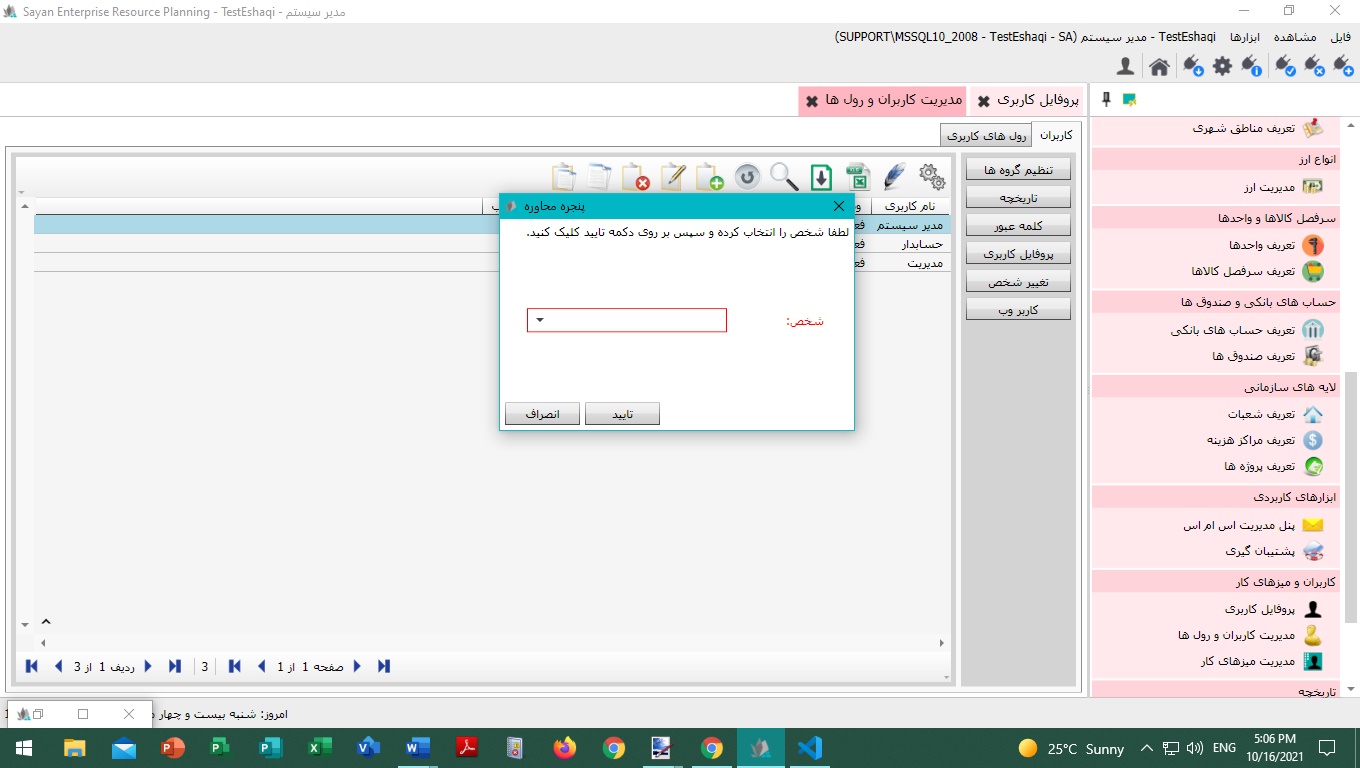 Sayan Enterprise Resource Planning - TestEshaqi - مدیر سیستم
فایل مشاهده ابزارها TestEshaqi - مدیر سیستم (SUPPORT\MSSQL10_2008 - TestEshaqi - SA)
پروفایل کاربری
مدیریت کاربران و رول ها
کاربران
رول های کاربری
تنظیم گروه ها
تاریخچه
کلمه عبور
پروفایل کاربری
تغییر شخص
کاربر وب
نام کاربری
مدیر سیستم
حسابدار
مدیریت
پنجره محاوره
لطفا شخص را انتخاب کرده و سپس بر روی دکمه تایید کلیک کنید.
شخص:
تایید
انصراف
ردیف 1 از 3
3
صفحه 1 از 1
تعریف مناطق شهری
انواع ارز
مدیریت ارز
سرفصل کالاها و واحدها
تعریف واحدها
تعریف سرفصل کالاها
حساب های بانکی و صندوق ها
تعریف حساب های بانکی
تعریف صندوق ها
لایه های سازمانی
تعریف شعبات
تعریف مراکز هزینه
تعریف پروژه ها
ابزارهای کاربردی
پنل مدیریت اس ام اس
پشتیبان گیری
کاربران و میزهای کار
پروفایل کاربری
مدیریت کاربران و رول ها
مدیریت میزهای کار
تاریخچه
امروز: شنبه بیست و چهار
25°C Sunny
ENG
5:06 PM
10/16/2021